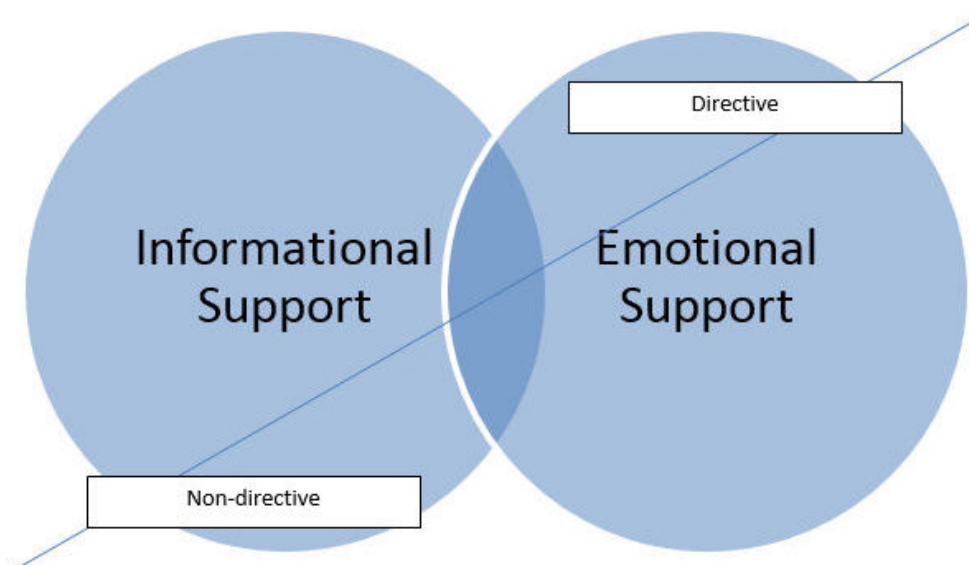 Directive
Informational
Support
Emotional
Support
Non-directive